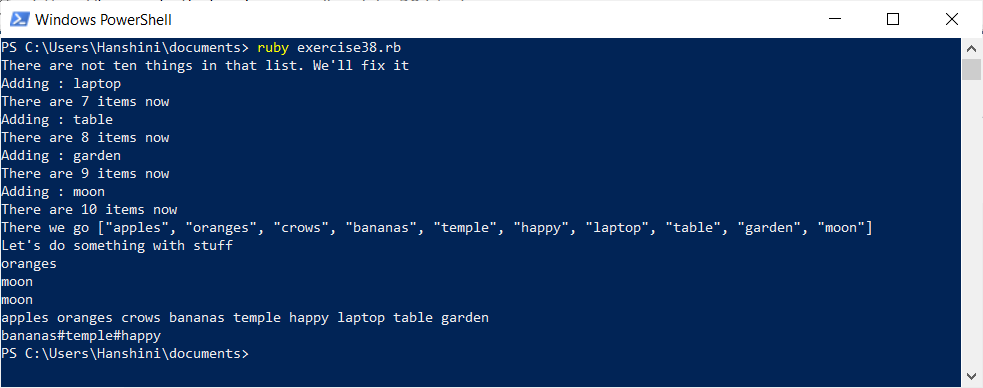 Windows PowerShell
PS C:\Users\Hanshini\documents> ruby exercise38.rb
There are not ten things in that list. We'll fix it
Adding : laptop
There are 7 items now
Adding : table
There are 8 items now
Adding : garden
There are 9 items now
Adding : moon
There are 10 items now
There we go ["apples", "oranges", "crows", "bananas", "temple", "happy", "laptop", "table", "garden", "moon"]
Let's do something with stuff
oranges
moon
moon
apples oranges crows bananas temple happy laptop table garden
bananas#temple#happy
PS C:\Users\Hanshini\documents>